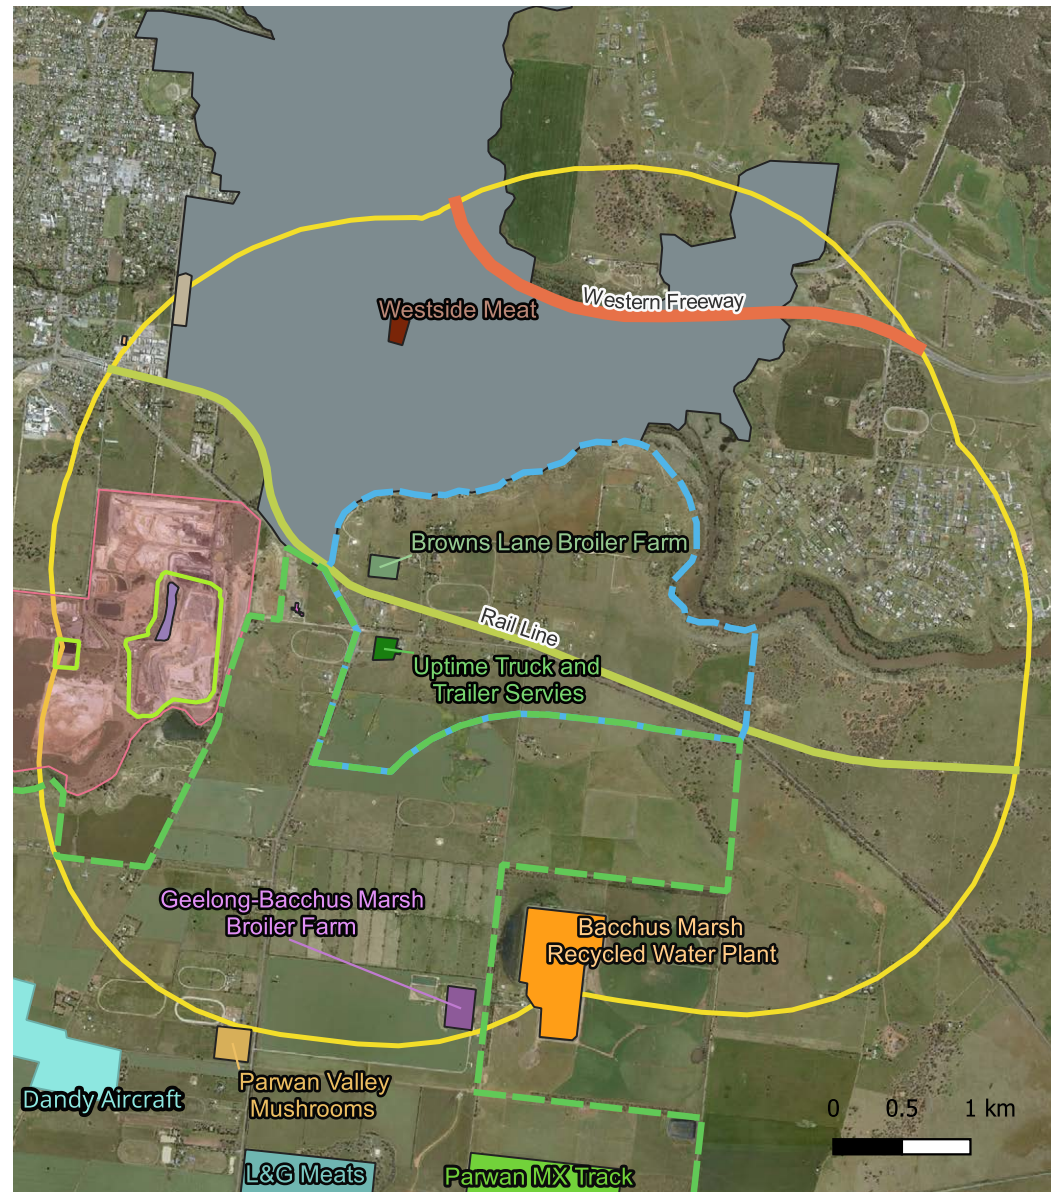 Western Freeway
Westside Meat
Browns Lane Broiler Farm
Rail Line
Uptime Truck and
Trailer Servies
Geelong-Bacchus Marsh
Broiler Farm
Bacchus Marsh
Recycled Water Plant
Parwan Valley
Mushrooms
Dandy Aircraft
0 0.5 1 km
L&G Meats
Parwan MX Track